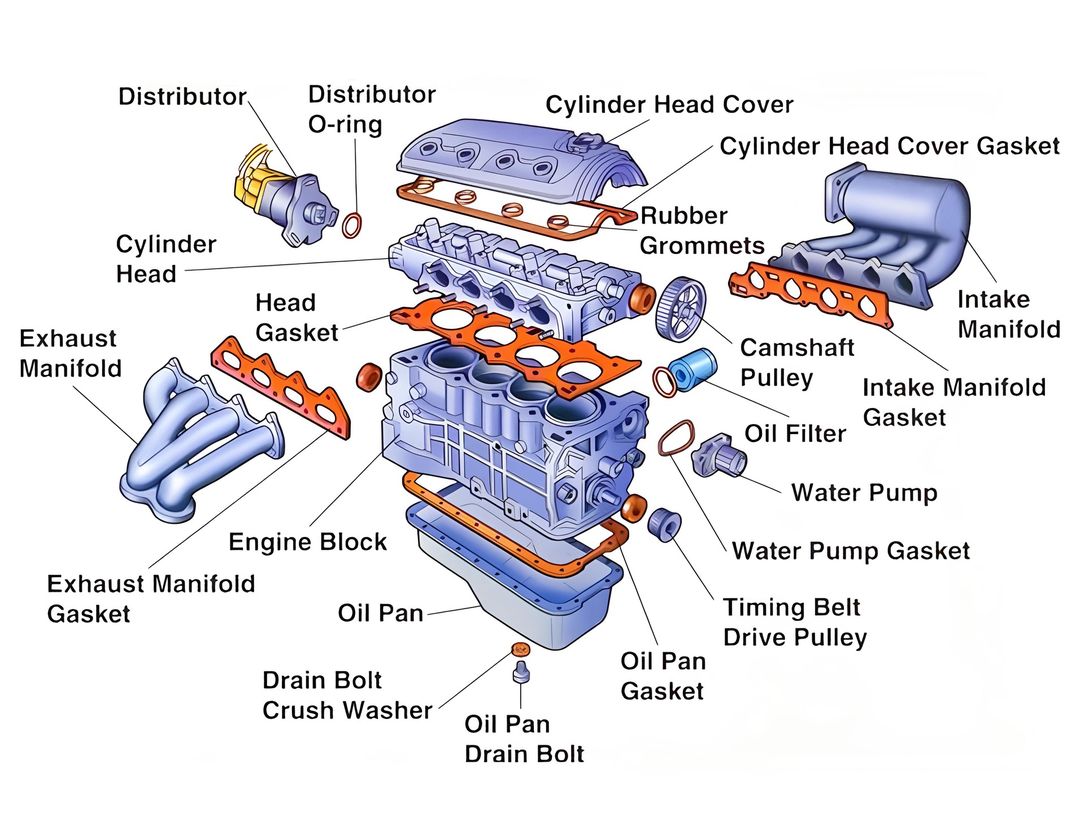 Distributor
Distributor
O-ring
Cylinder Head Cover
Cylinder Head Cover Gasket
Rubber
Grommets
Cylinder
Head
Head
Gasket
Intake
Manifold
Exhaust
Manifold
Camshaft
Pulley
Intake Manifold
Gasket
Oil Filter
Water Pump
Engine Block
Water Pump Gasket
Exhaust Manifold
Gasket
Oil Pan
Timing Belt
Drive Pulley
Oil Pan
Gasket
Drain Bolt
Crush Washer
Oil Pan
Drain Bolt